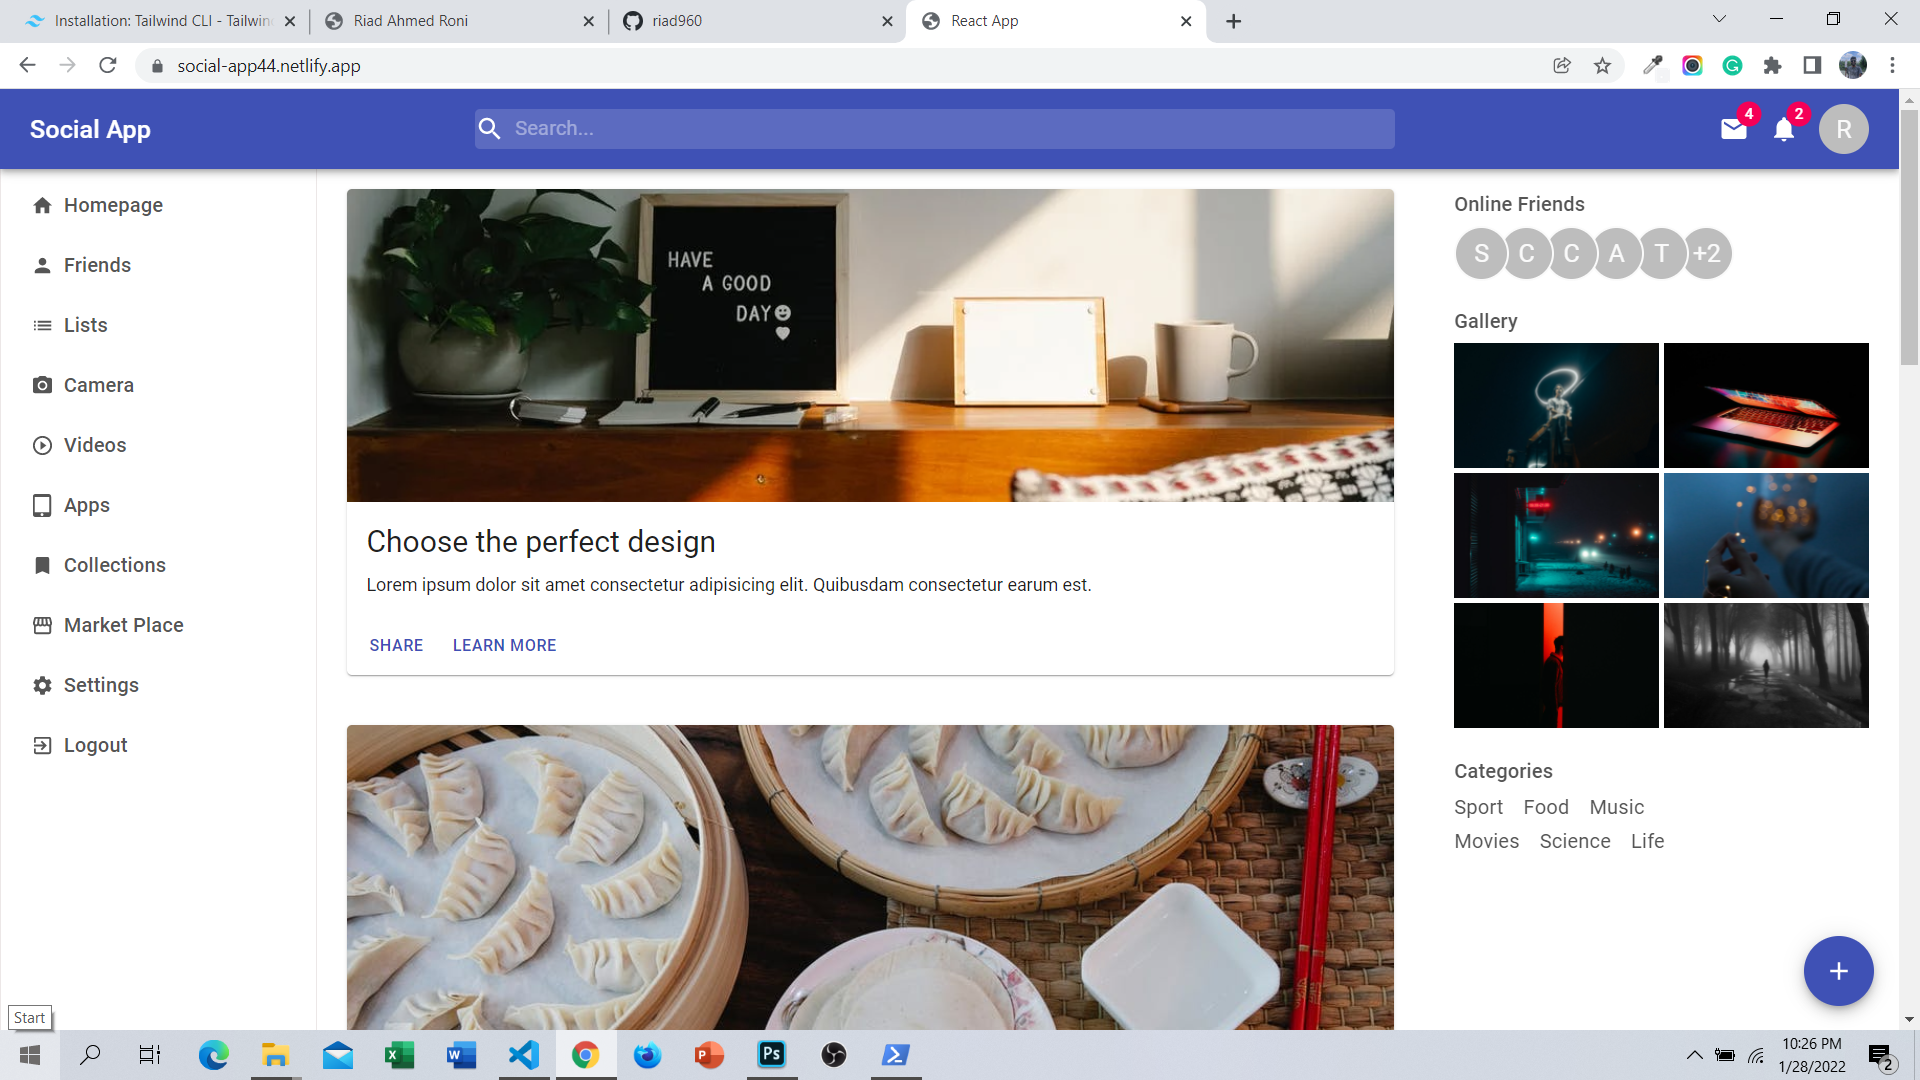 Installation: Tailwind CLI - Tailwin
Riad Ahmed Roni
riad960
React App
social-app44.netlify.app
Social App
Search...
4
2
R
Homepage
Friends
Lists
Camera
Videos
Apps
Collections
Market Place
Settings
Logout
HAVE
A GOOD
DAY
Choose the perfect design
Lorem ipsum dolor sit amet consectetur adipisicing elit. Quibusdam consectetur earum est.
SHARE LEARN MORE
Online Friends
S C C A T +2
Gallery
Categories
Sport Food Music
Movies Science Life
+
Start
10:26 PM
1/28/2022
2